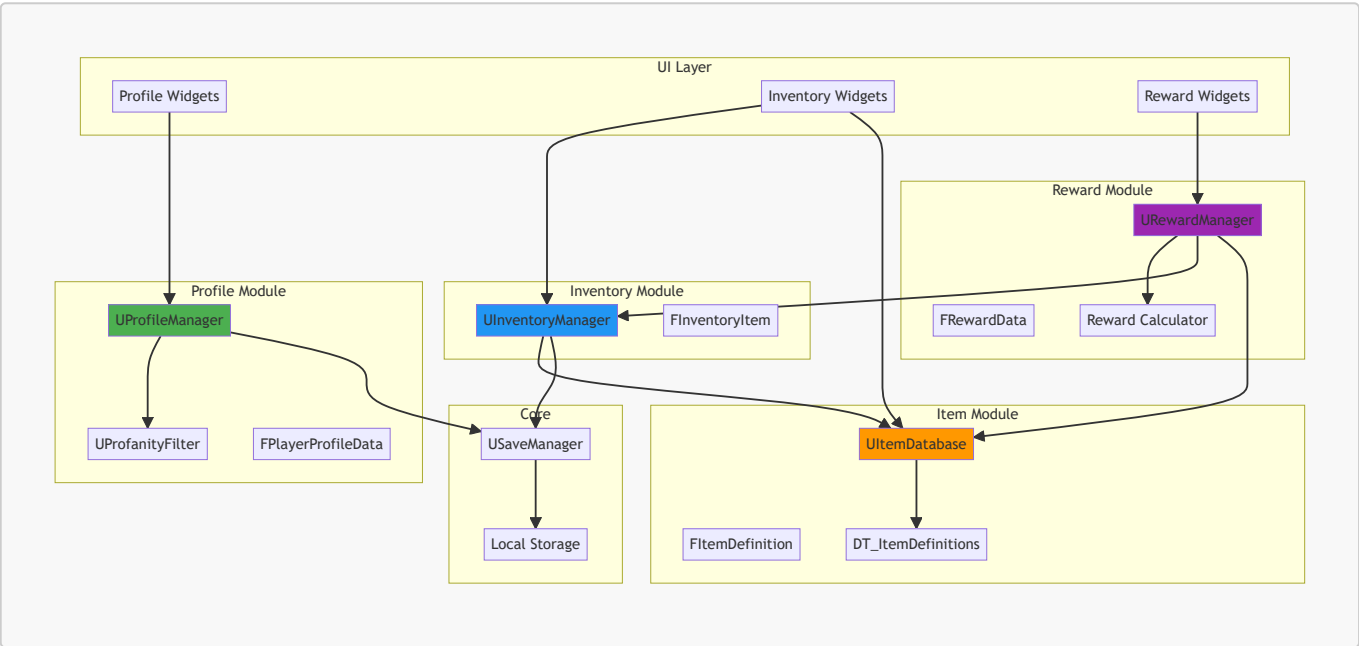 UI Layer
Profile Widgets
Inventory Widgets
Reward Widgets
Reward Module
URewardManager
FRewardData
Reward Calculator
Profile Module
UProfileManager
UProfanityFilter
FPlayerProfileData
Inventory Module
UInventoryManager
FInventoryItem
Core
USaveManager
Local Storage
Item Module
UItemDatabase
FItemDefinition
DT_ItemDefinitions